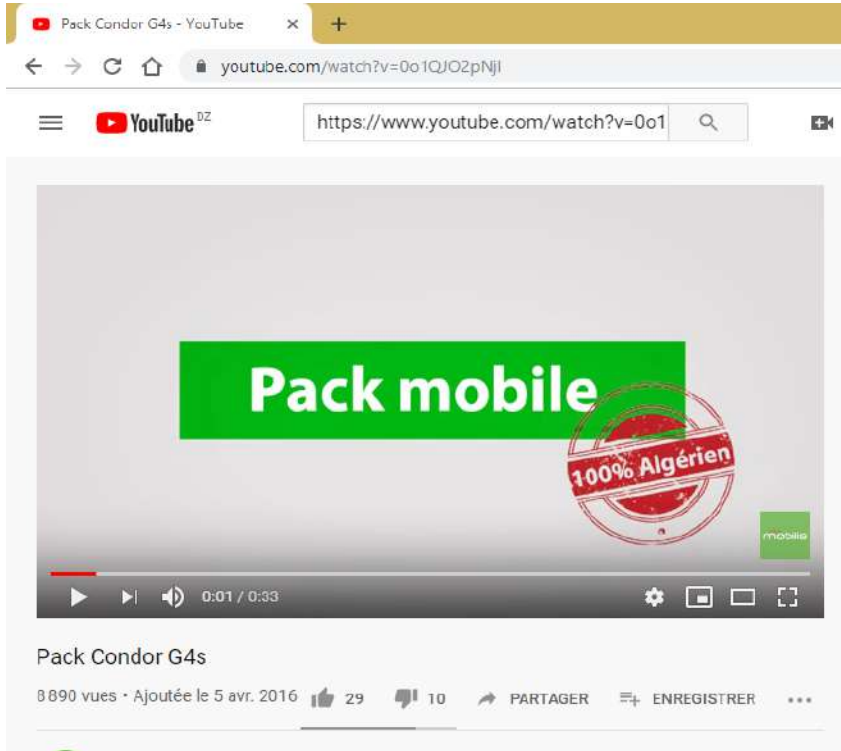 Pack Condor G4s - YouTube
youtube.com/watch?v=0o1QJO2pNjI
YouTube DZ
https://www.youtube.com/watch?v=0o1
Pack mobile
100% Algérien
mobilis
0:01 / 0:33
Pack Condor G4s
8 890 vues • Ajoutée le 5 avr. 2016 29 10 PARTAGER ENREGISTRER